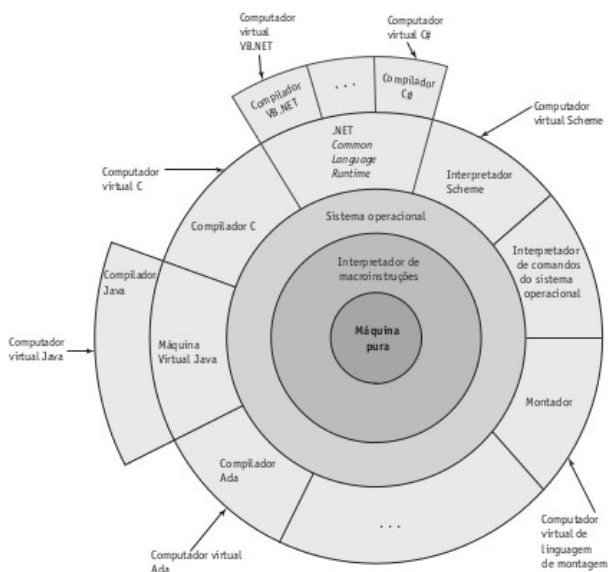 Computador
virtual
VB.NET
Computador
virtual C#
Compilador
VB.NET
...
Compilador
C#
Computador
virtual Scheme
.NET
Common
Language
Runtime
Computador
virtual C
Interpretador
Scheme
Compilador C
Sistema operacional
Compilador
Java
Interpretador de
macroinstruções
Interpretador
de comandos
do sistema
operacional
Computador
virtual Java
Máquina
Virtual Java
Máquina
pura
Montador
Compilador
Ada
...
Computador virtual
Ada
Computador
virtual de
linguagem
de montagem